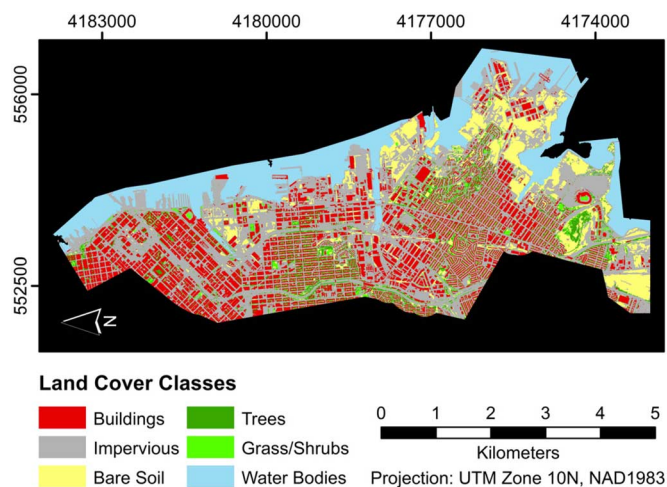 4183000 4180000 4177000 4174000
556000
552500
N
Land Cover Classes
Buildings Trees
Impervious Grass/Shrubs
Bare Soil Water Bodies
0 1 2 3 4 5
Kilometers
Projection: UTM Zone 10N, NAD1983